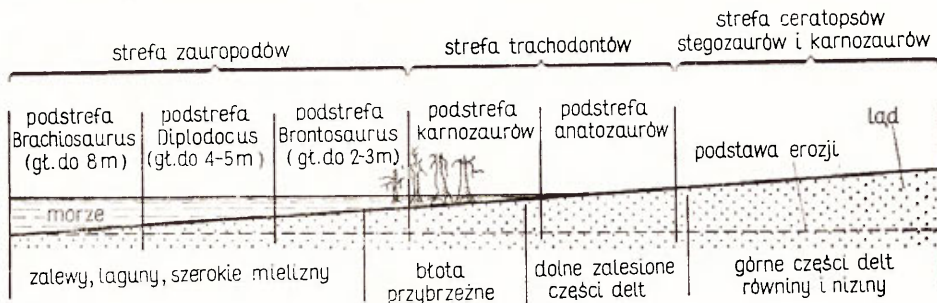 strefa zauropodów
strefa trachodontów
strefa ceratopsów
stegozaurów i karnozaurów
podstrefa
Brachiosaurus
(gł. do 8 m)
podstrefa
Diplodocus
(gł. do 4-5m)
podstrefa
Brontosaurus
(gł. do 2-3m)
podstrefa
karnozaurów
podstrefa
anatozaurów
ląd
podstawa erozji
morze
zalewy, laguny, szerokie mielizny
błota
przybrzeżne
dolne zalesione
części delt
górne części delt
równiny i niziny